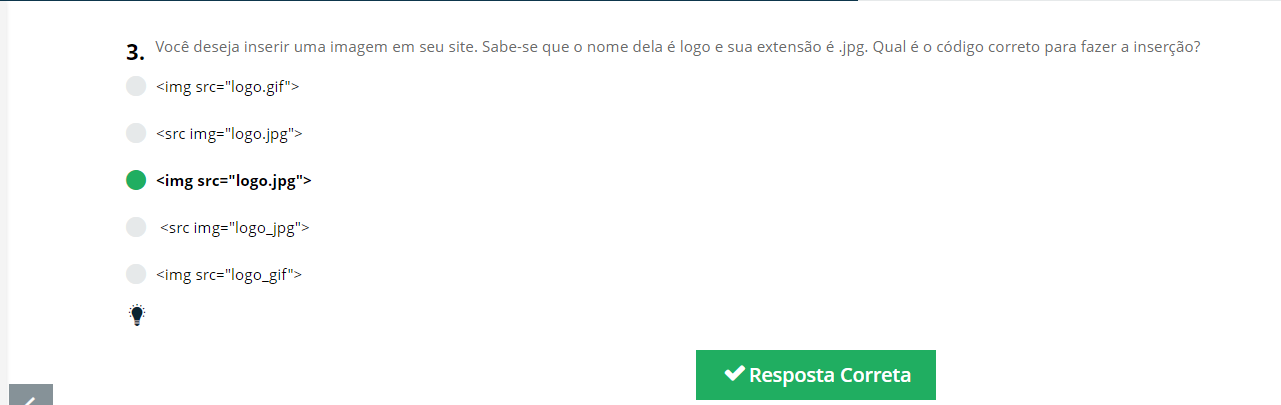 3. Você deseja inserir uma imagem em seu site. Sabe-se que o nome dela é logo e sua extensão é .jpg. Qual é o código correto para fazer a inserção?
<img src="logo.gif">
<src img="logo.jpg">
<img src="logo.jpg">
<src img="logo_jpg">
<img src="logo_gif">
Resposta Correta